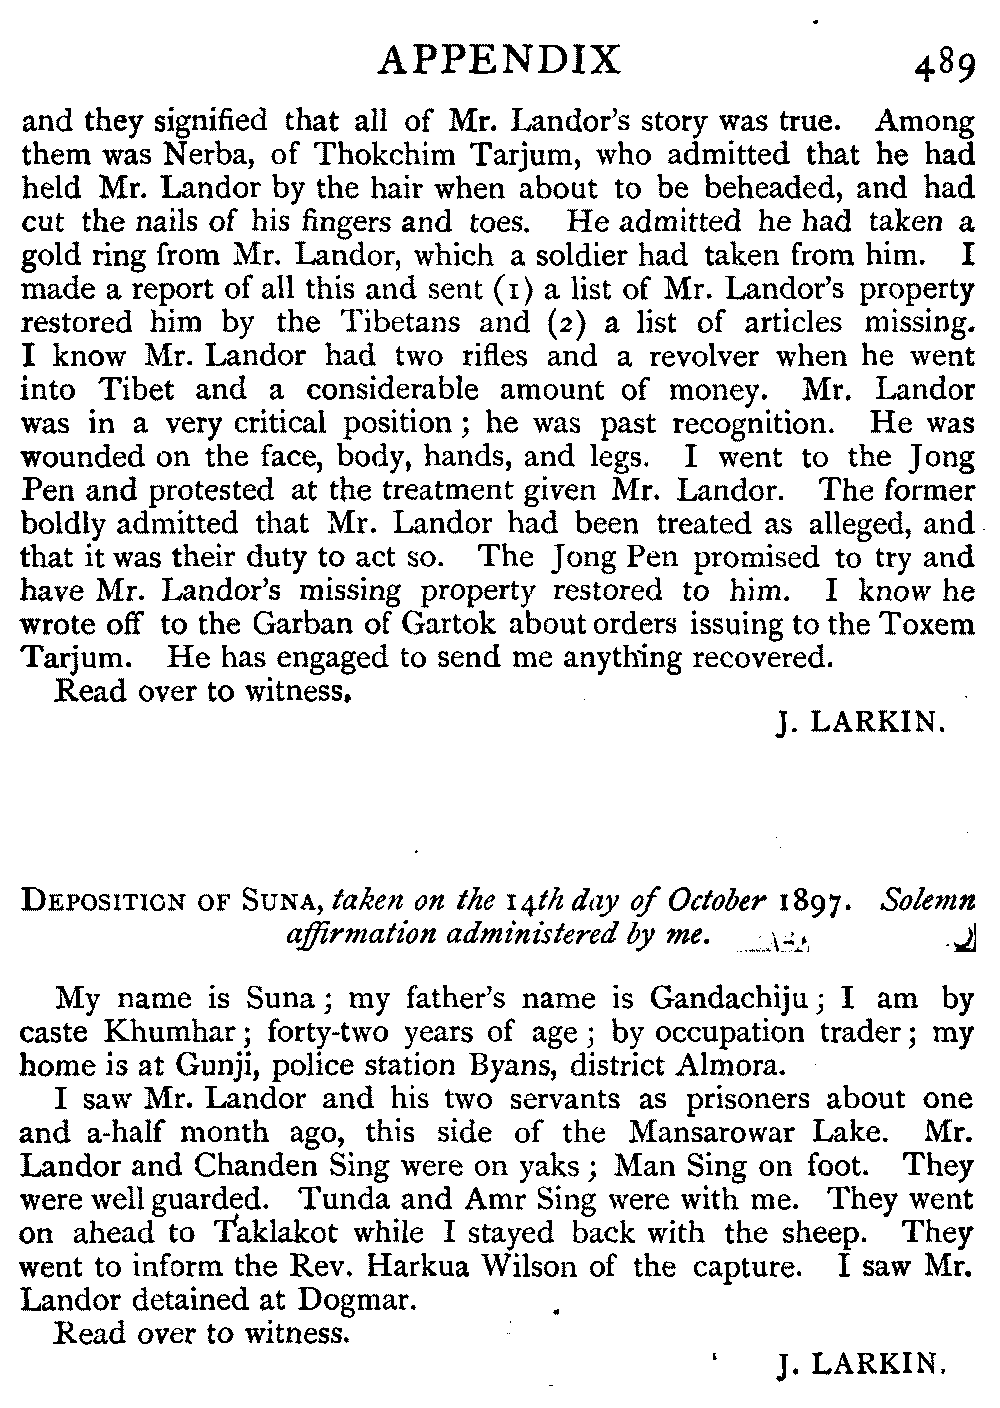 APPENDIX 489
and they signified that all of Mr. Landor's story was true. Among
them was Nerba, of Thokchim Tarjum, who admitted that he had
held Mr. Landor by the hair when about to be beheaded, and had
cut the nails of his fingers and toes. He admitted he had taken a
gold ring from Mr. Landor, which a soldier had taken from him. I
made a report of all this and sent (1) a list of Mr. Landor's property
restored him by the Tibetans and (2) a list of articles missing.
I know Mr. Landor had two rifles and a revolver when he went
into Tibet and a considerable amount of money. Mr. Landor
was in a very critical position; he was past recognition. He was
wounded on the face, body, hands, and legs. I went to the Jong
Pen and protested at the treatment given Mr. Landor. The former
boldly admitted that Mr. Landor had been treated as alleged, and
that it was their duty to act so. The Jong Pen promised to try and
have Mr. Landor's missing property restored to him. I know he
wrote off to the Garban of Gartok about orders issuing to the Toxem
Tarjum. He has engaged to send me anything recovered.
Read over to witness.
J. LARKIN.
DEPOSITION OF SUNA, taken on the 14th day of October 1897. Solemn
affirmation administered by me.
My name is Suna; my father's name is Gandachiju; I am by
caste Khumhar; forty-two years of age; by occupation trader; my
home is at Gunji, police station Byans, district Almora.
I saw Mr. Landor and his two servants as prisoners about one
and a-half month ago, this side of the Mansarowar Lake. Mr.
Landor and Chanden Sing were on yaks; Man Sing on foot. They
were well guarded. Tunda and Amr Sing were with me. They went
on ahead to Taklakot while I stayed back with the sheep. They
went to inform the Rev. Harkua Wilson of the capture. I saw Mr.
Landor detained at Dogmar.
Read over to witness.
J. LARKIN.